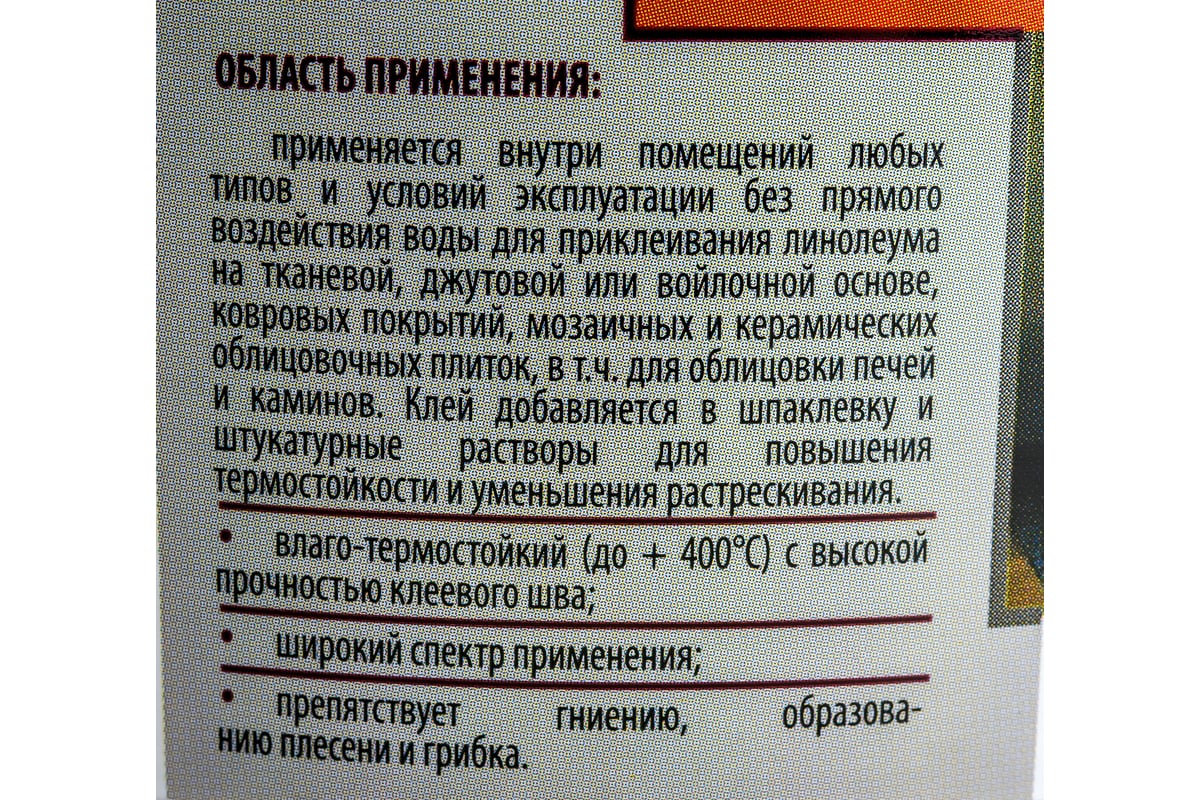 ОБЛАСТЬ ПРИМЕНЕНИЯ:
применяется внутри помещений любых
типов и условий эксплуатации без прямого
воздействия воды для приклеивания линолеума
на тканевой, джутовой или войлочной основе,
ковровых покрытий, мозаичных и керамических
облицовочных плиток, в т.ч. для облицовки печей
и каминов. Клей добавляется в шпаклевку и
штукатурные растворы для повышения
термостойкости и уменьшения растрескивания.
• влаго-термостойкий (до + 400°С) с высокой
прочностью клеевого шва;
• широкий спектр применения;
• препятствует гниению, образова-
нию плесени и грибка.